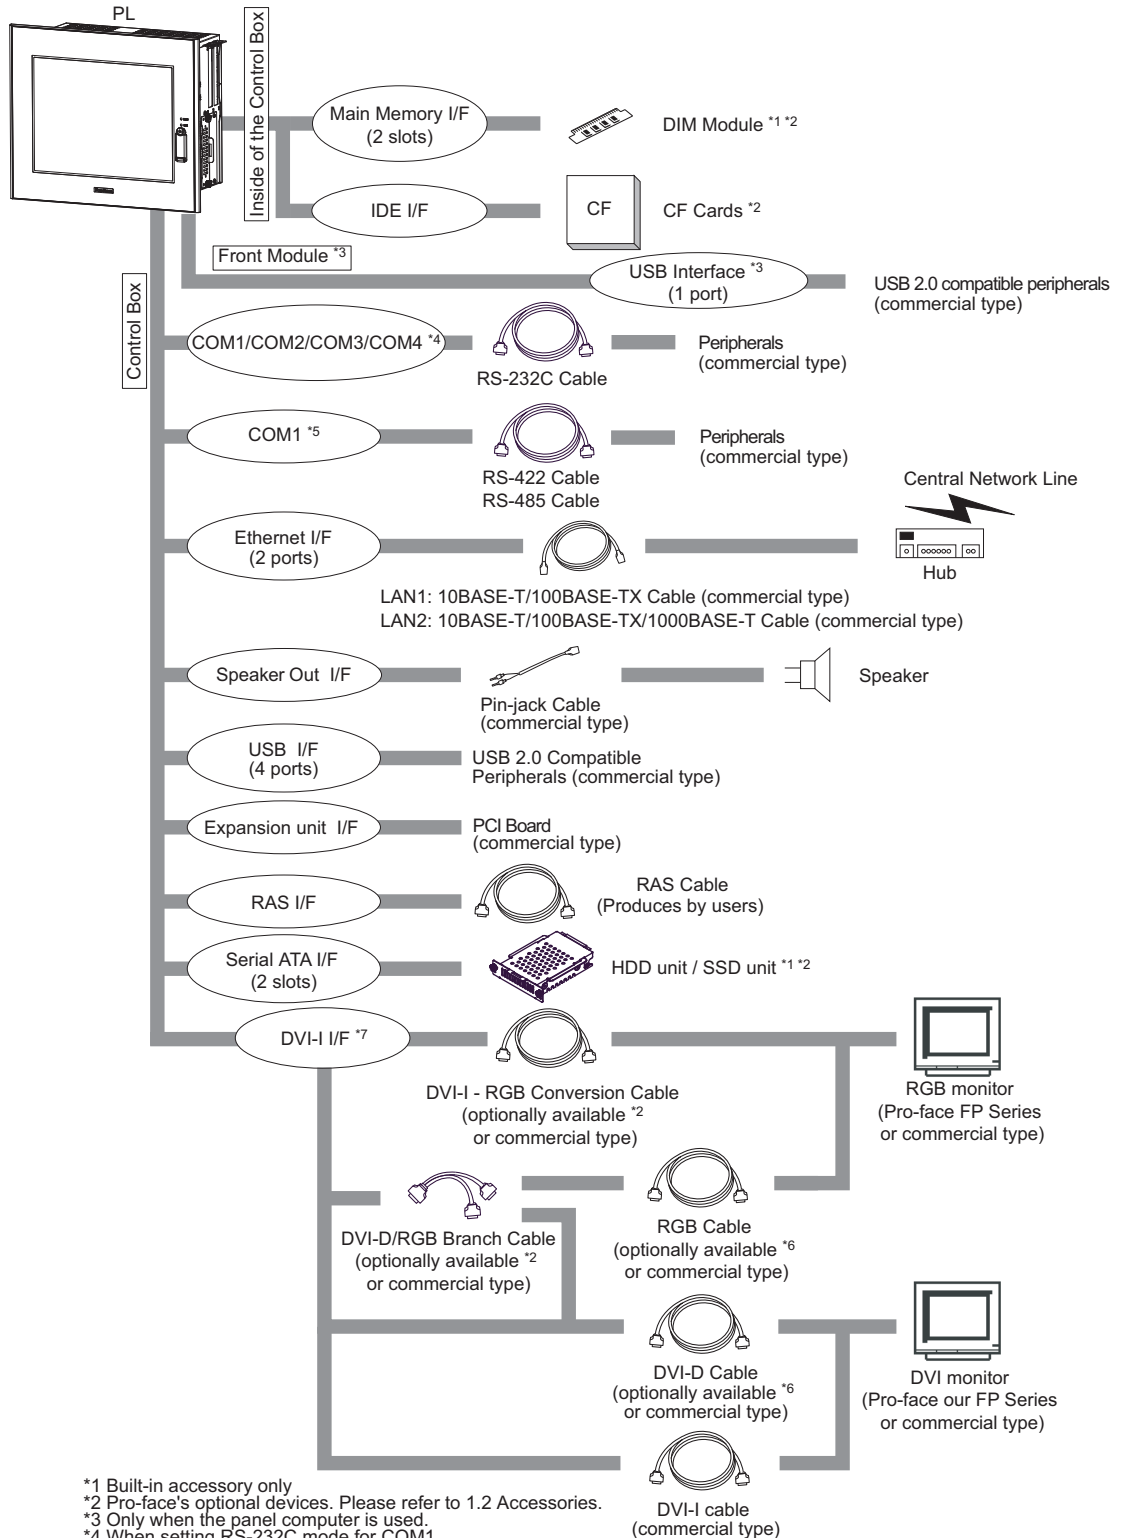 PL
Inside of the Control Box
Main Memory I/F
(2 slots)
DIM Module *1 *2
IDE I/F
CF
CF Cards *2
Front Module *3
USB Interface *3
(1 port)
USB 2.0 compatible peripherals
(commercial type)
Control Box
COM1/COM2/COM3/COM4 *4
RS-232C Cable
Peripherals
(commercial type)
COM1 *5
RS-422 Cable
RS-485 Cable
Peripherals
(commercial type)
Central Network Line
Ethernet I/F
(2 ports)
Hub
LAN1: 10BASE-T/100BASE-TX Cable (commercial type)
LAN2: 10BASE-T/100BASE-TX/1000BASE-T Cable (commercial type)
Speaker Out I/F
Pin-jack Cable
(commercial type)
Speaker
USB I/F
(4 ports)
USB 2.0 Compatible
Peripherals (commercial type)
Expansion unit I/F
PCI Board
(commercial type)
RAS I/F
RAS Cable
(Produces by users)
Serial ATA I/F
(2 slots)
HDD unit / SSD unit *1 *2
DVI-I I/F *7
DVI-I - RGB Conversion Cable
(optionally available *2
or commercial type)
RGB monitor
(Pro-face FP Series
or commercial type)
DVI-D/RGB Branch Cable
(optionally available *2
or commercial type)
RGB Cable
(optionally available *6
or commercial type)
DVI-D Cable
(optionally available *6
or commercial type)
DVI monitor
(Pro-face our FP Series
or commercial type)
DVI-I cable
(commercial type)
*1 Built-in accessory only
*2 Pro-face's optional devices. Please refer to 1.2 Accessories.
*3 Only when the panel computer is used.
*4 When setting RS-232C mode for COM1